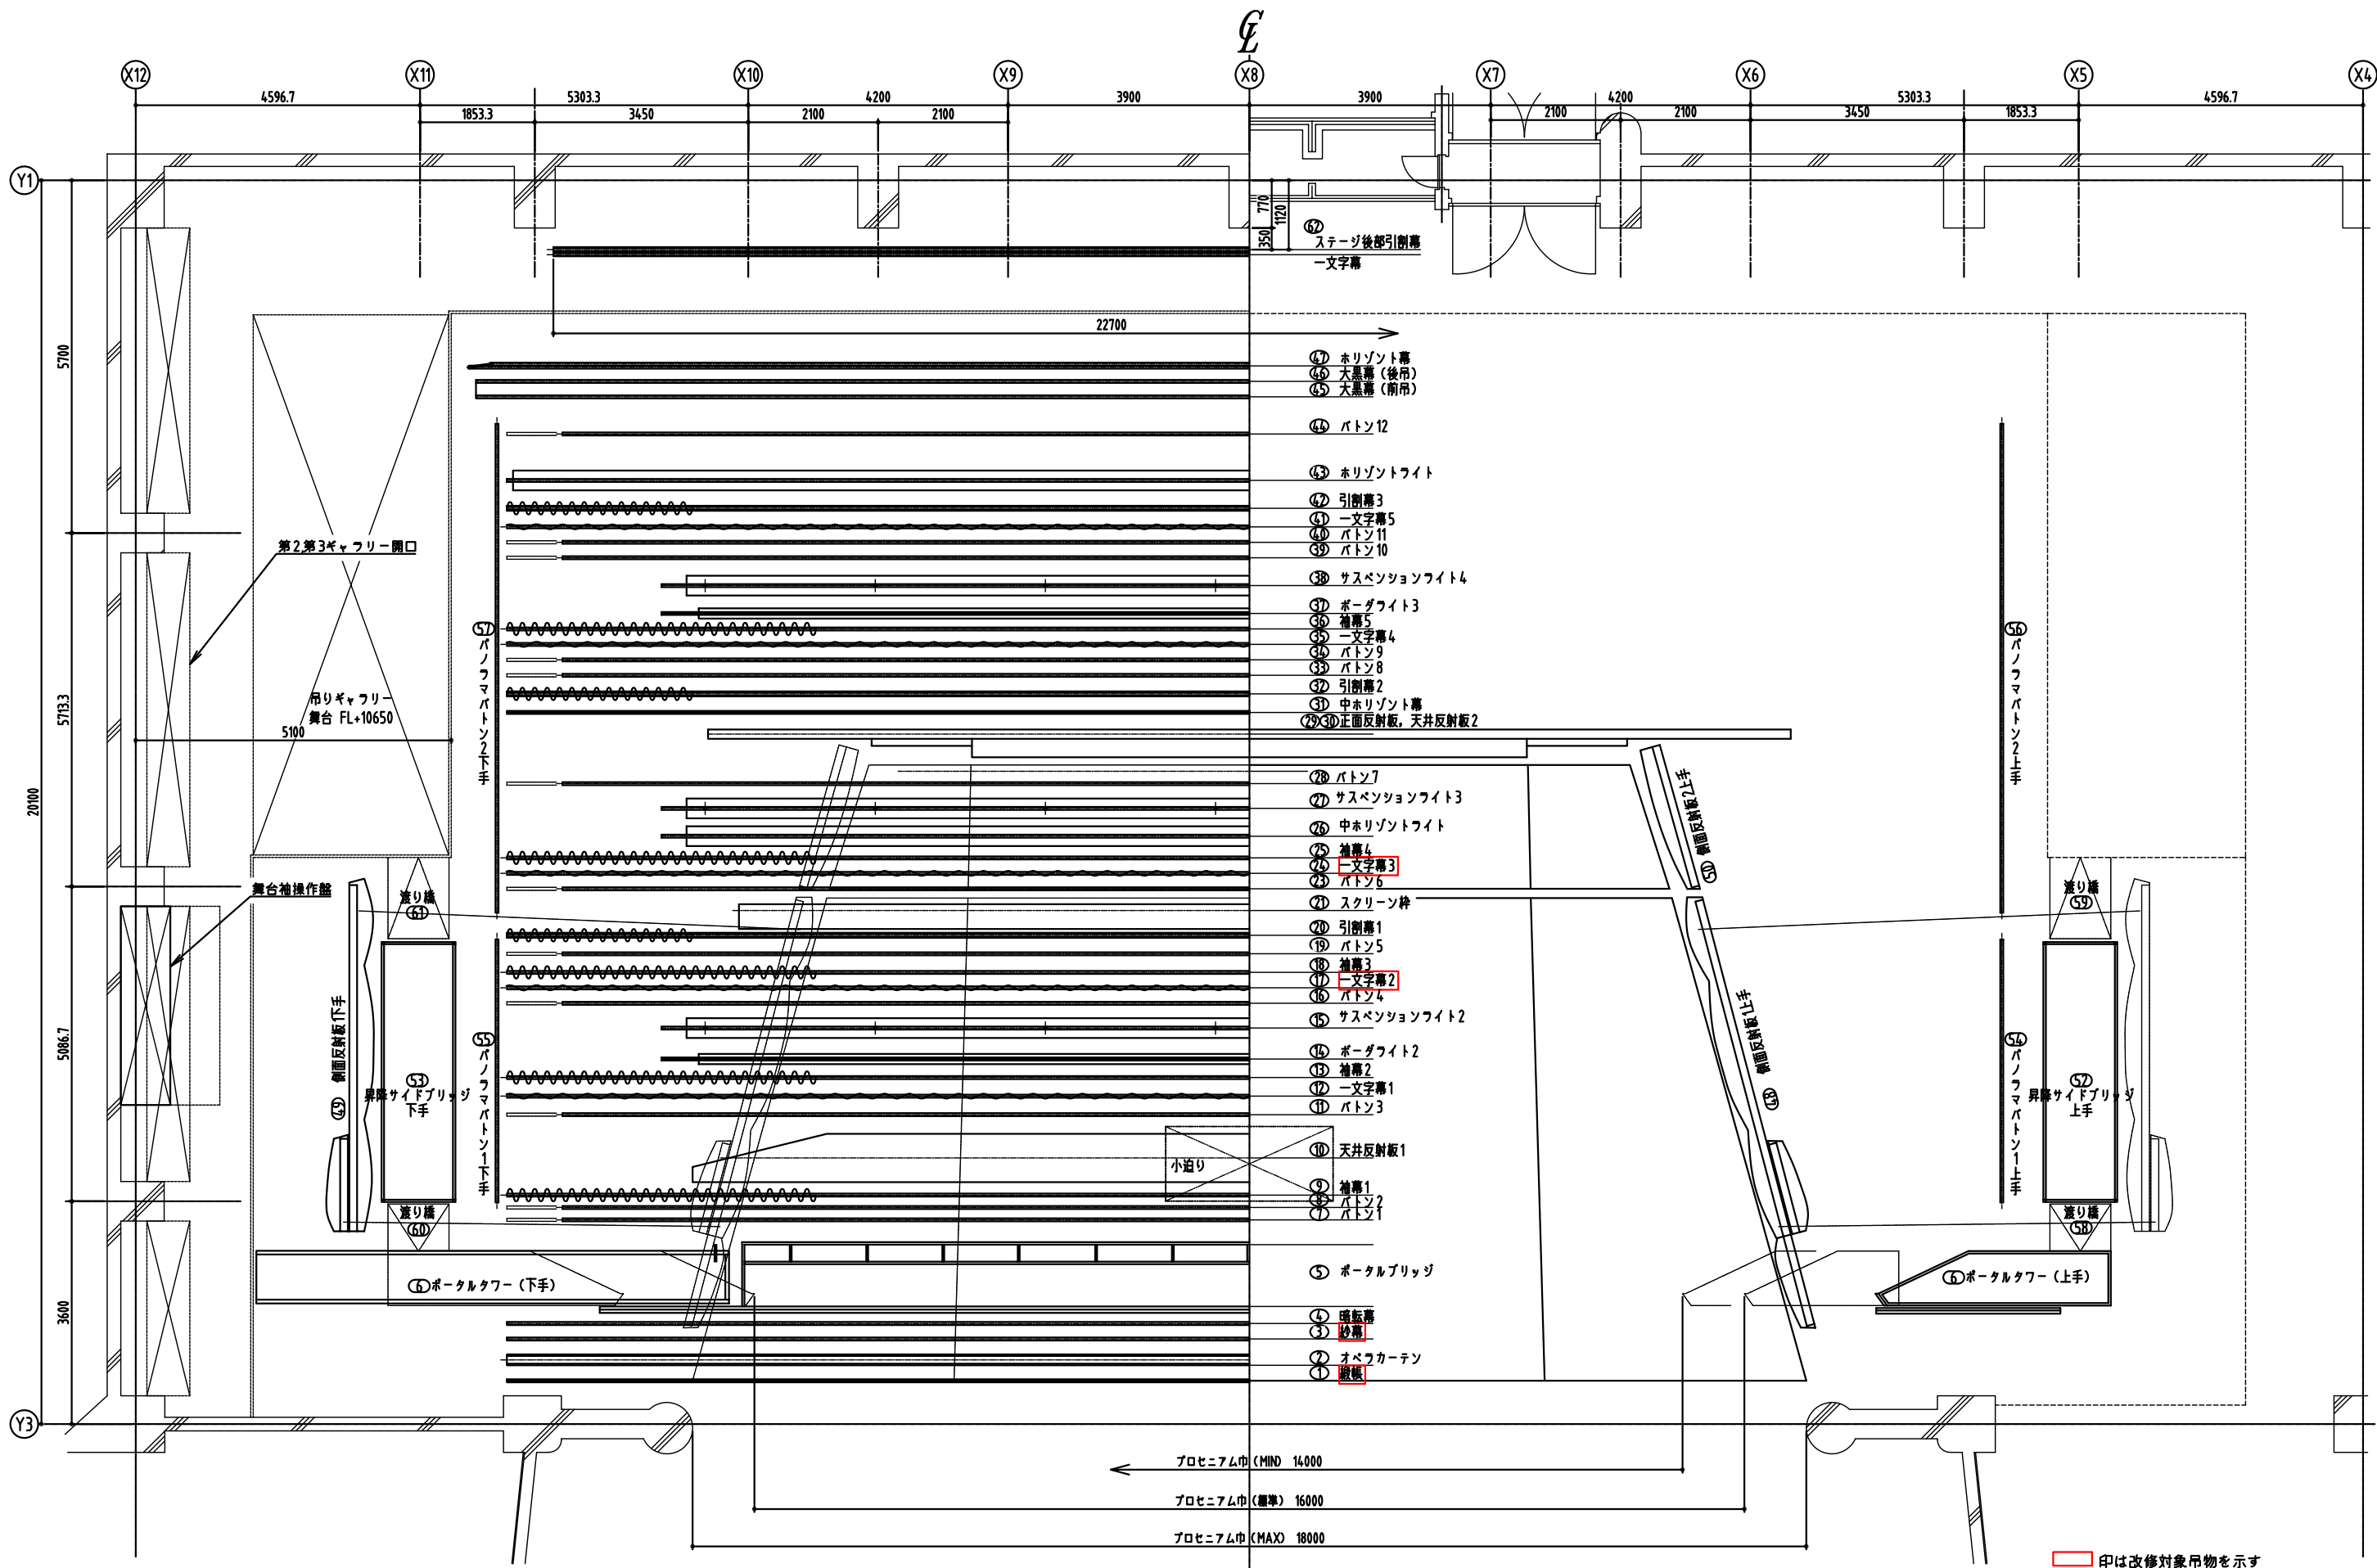 CL
X12
X11
X10
X9
X8
X7
X6
X5
X4
4596.7
5303.3
4200
3900
3900
4200
5303.3
4596.7
1853.3
3450
2100
2100
2100
2100
3450
1853.3
Y1
770
1120
350
62
ステージ後部引割幕
一文字幕
22700
5700
47 ホリゾント幕
46 大黒幕（後吊）
45 大黒幕（前吊）
44 バトン12
43 ホリゾントライト
42 引割幕3
41 一文字幕5
40 バトン11
39 バトン10
38 サスペンションライト4
37 ボーダライト3
36 袖幕5
35 一文字幕4
34 バトン9
33 バトン8
32 引割幕2
31 中ホリゾント幕
29 30 正面反射板，天井反射板2
28 バトン7
27 サスペンションライト3
26 中ホリゾントライト
25 袖幕4
24 一文字幕3
23 バトン6
21 スクリーン枠
20 引割幕1
19 バトン5
18 袖幕3
17 一文字幕2
16 バトン4
15 サスペンションライト2
14 ボーダライト2
13 袖幕2
12 一文字幕1
11 バトン3
10 天井反射板1
小迫り
9 袖幕1
8 バトン2
7 バトン1
5 ポータルブリッジ
4 暗転幕
3 紗幕
2 オペラカーテン
1 緞帳
第2,第3ギャラリー開口
吊りギャラリー
舞台 FL+10650
5100
5713.3
20100
舞台袖操作盤
渡り橋
61
49 側面反射板1下手
53
昇降サイドブリッジ
下手
5086.7
渡り橋
60
6 ポータルタワー（下手）
3600
57 パノラマバトン2下手
55 パノラマバトン1下手
50 側面反射板2上手
48 側面反射板1上手
56 パノラマバトン2上手
54 パノラマバトン1上手
渡り橋
59
52
昇降サイドブリッジ
上手
渡り橋
58
6 ポータルタワー（上手）
Y3
プロセニアム巾（MIN） 14000
プロセニアム巾（標準） 16000
プロセニアム巾（MAX） 18000
印は改修対象吊物を示す